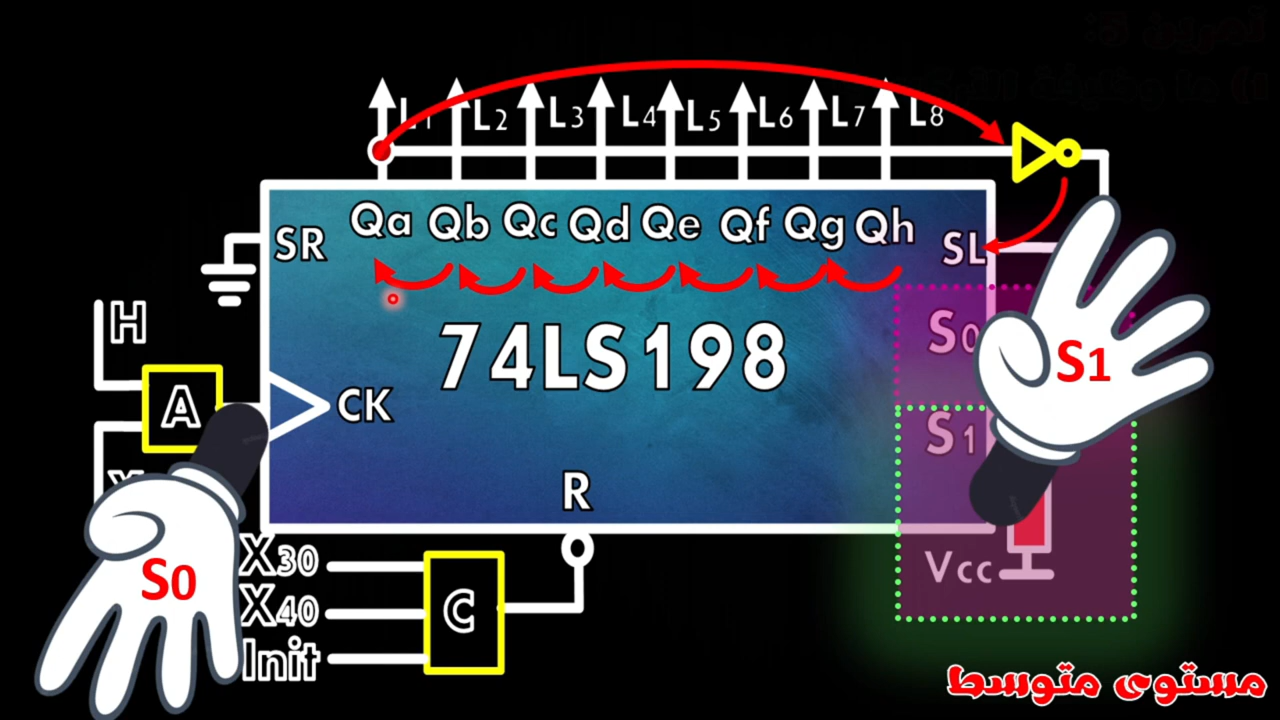 L1 L2 L3 L4 L5 L6 L7 L8
Qa Qb Qc Qd Qe Qf Qg Qh
SR
SL
H
S0
S1
74LS198
A
CK
S1
R
S0
X30
X40
Init
C
Vcc
مستوى متوسط